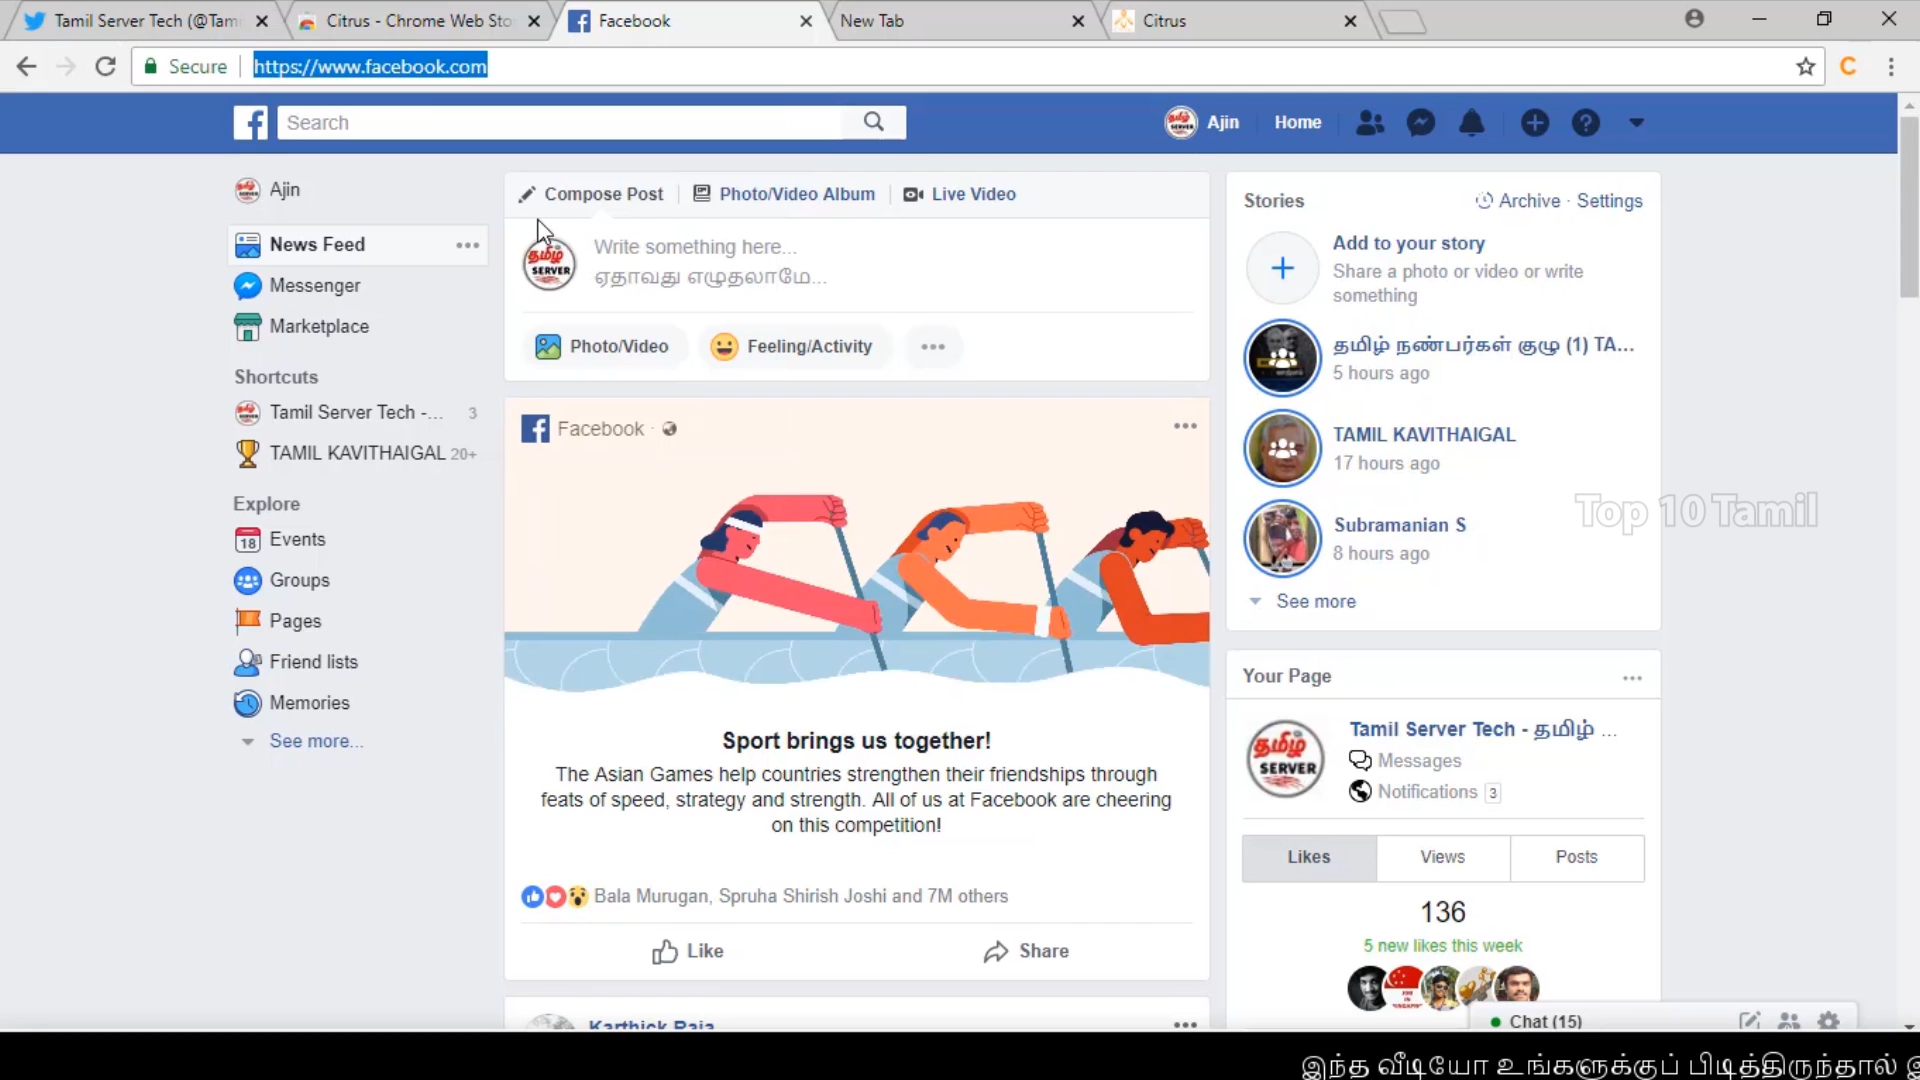 Tamil Server Tech (@Tami
Citrus - Chrome Web Sto
Facebook
New Tab
Citrus
Secure
https://www.facebook.com
Search
Ajin
Home
Ajin
News Feed
Messenger
Marketplace
Shortcuts
Tamil Server Tech -... 3
TAMIL KAVITHAIGAL 20+
Explore
18 Events
Groups
Pages
Friend lists
Memories
See more...
Compose Post
Photo/Video Album
Live Video
தமிழ்
SERVER
Write something here...
ஏதாவது எழுதலாமே...
Photo/Video
Feeling/Activity
Facebook ·
Sport brings us together!
The Asian Games help countries strengthen their friendships through
feats of speed, strategy and strength. All of us at Facebook are cheering
on this competition!
Bala Murugan, Spruha Shirish Joshi and 7M others
Like
Share
Karthick Raja
Stories
Archive · Settings
Add to your story
Share a photo or video or write
something
தமிழ் நண்பர்கள் குழு (1) TA...
5 hours ago
TAMIL KAVITHAIGAL
17 hours ago
Top 10 Tamil
Subramanian S
8 hours ago
See more
Your Page
தமிழ்
SERVER
Tamil Server Tech - தமிழ் ...
Messages
Notifications 3
Likes
Views
Posts
136
5 new likes this week
Chat (15)
இந்த வீடியோ உங்களுக்குப் பிடித்திருந்தால்